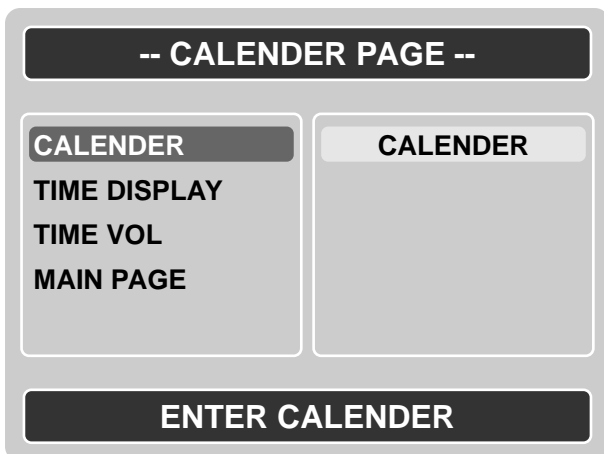 -- CALENDER PAGE --
CALENDER
TIME DISPLAY
TIME VOL
MAIN PAGE
CALENDER
ENTER CALENDER